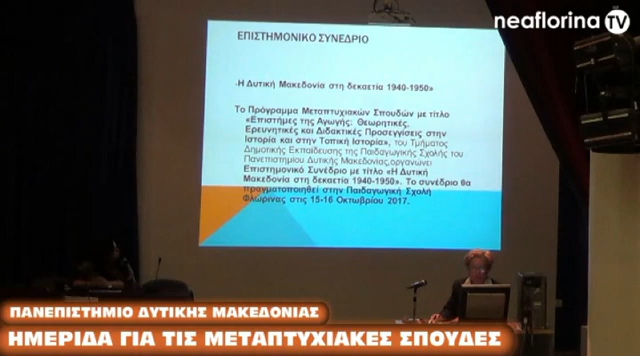 neaflorina TV
ΕΠΙΣΤΗΜΟΝΙΚΟ ΣΥΝΕΔΡΙΟ
«Η Δυτική Μακεδονία στη δεκαετία 1940-1950»
Το Πρόγραμμα Μεταπτυχιακών Σπουδών με τίτλο
«Επιστήμες της Αγωγής: Θεωρητικές,
Ερευνητικές και Διδακτικές Προσεγγίσεις στην
Ιστορία και στην Τοπική Ιστορία», του Τμήματος
Δημοτικής Εκπαίδευσης της Παιδαγωγικής Σχολής του
Πανεπιστημίου Δυτικής Μακεδονίας,οργανώνει
Επιστημονικό Συνέδριο με τίτλο «Η Δυτική
Μακεδονία στη δεκαετία 1940-1950». Το συνέδριο θα
πραγματοποιηθεί στην Παιδαγωγική Σχολή
Φλώρινας στις 15-16 Οκτωβρίου 2017.
ΠΑΝΕΠΙΣΤΗΜΙΟ ΔΥΤΙΚΗΣ ΜΑΚΕΔΟΝΙΑΣ
ΗΜΕΡΙΔΑ ΓΙΑ ΤΙΣ ΜΕΤΑΠΤΥΧΙΑΚΕΣ ΣΠΟΥΔΕΣ